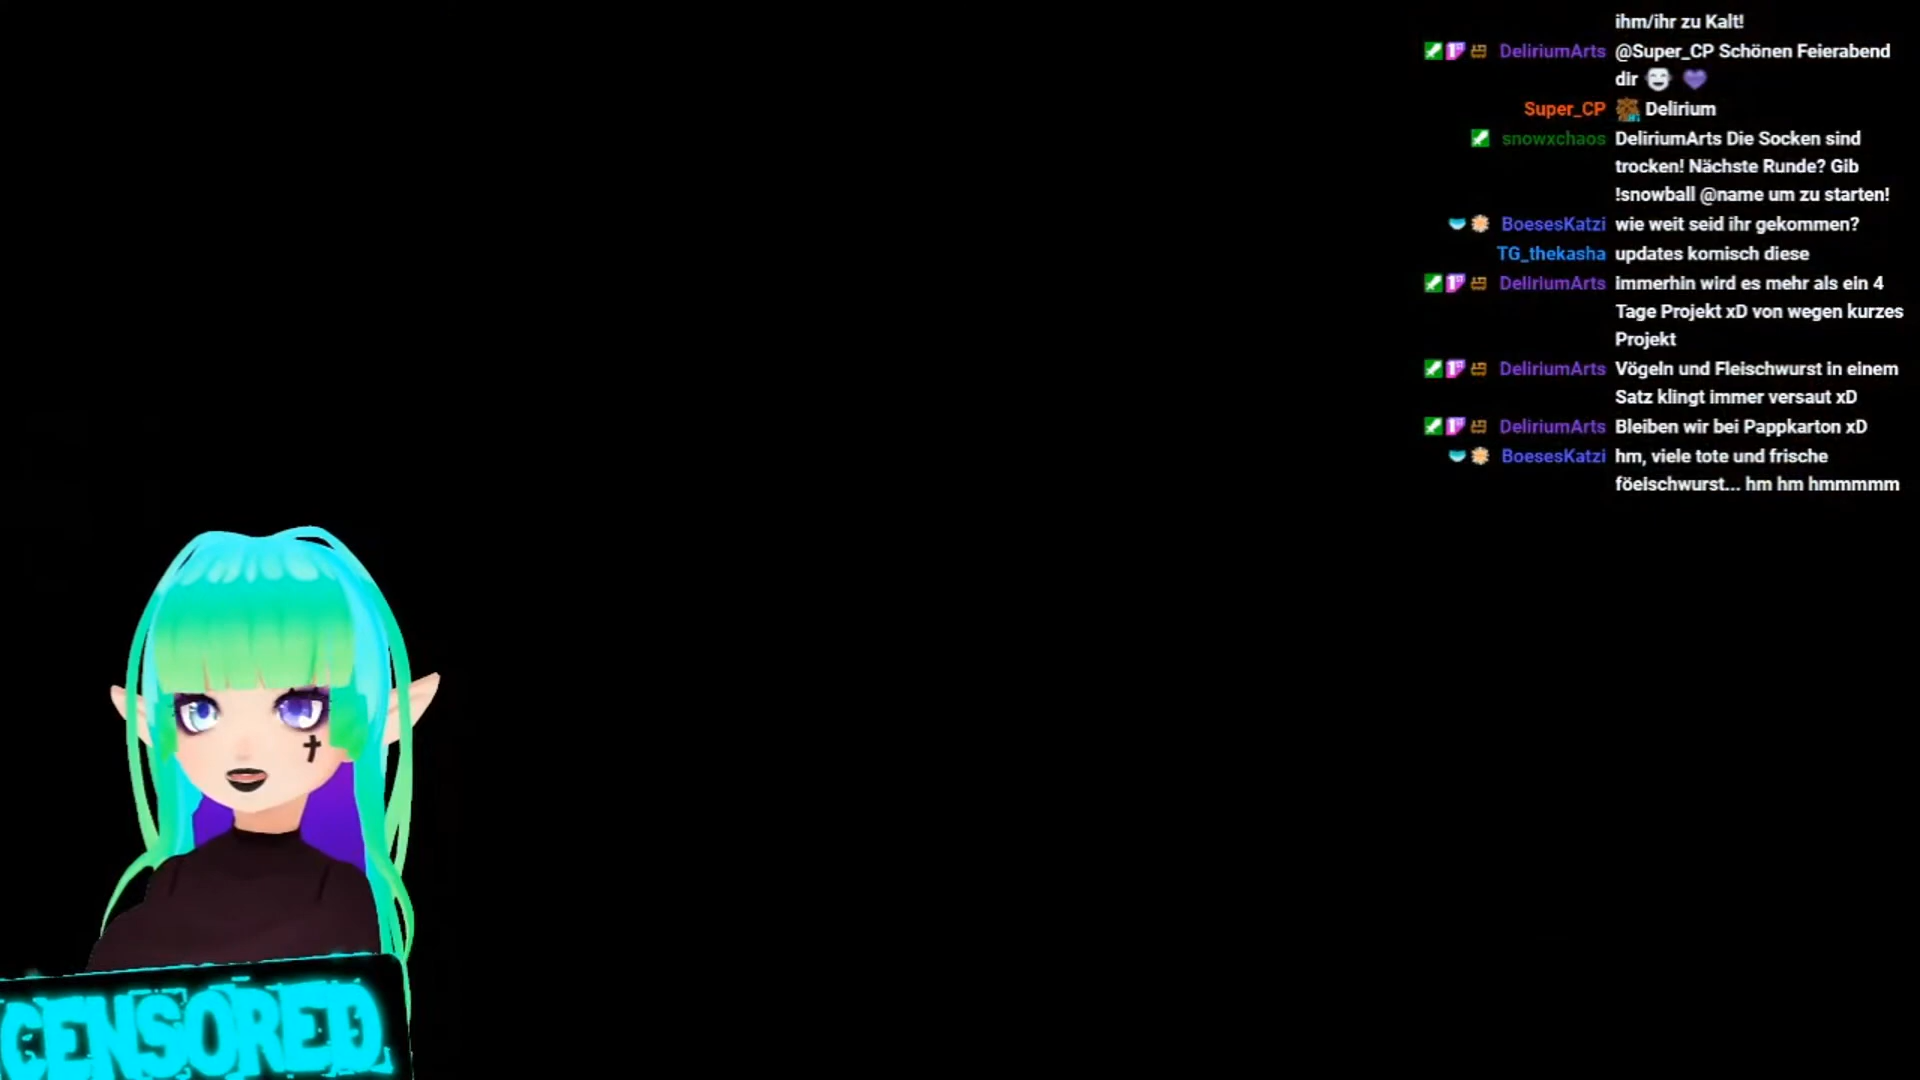 ihm/ihr zu Kalt!
DeliriumArts @Super_CP Schönen Feierabend
dir
Super_CP Delirium
snowxchaos DeliriumArts Die Socken sind
trocken! Nächste Runde? Gib
!snowball @name um zu starten!
BoesesKatzi wie weit seid ihr gekommen?
TG_thekasha updates komisch diese
DeliriumArts immerhin wird es mehr als ein 4
Tage Projekt xD von wegen kurzes
Projekt
DeliriumArts Vögeln und Fleischwurst in einem
Satz klingt immer versaut xD
DeliriumArts Bleiben wir bei Pappkarton xD
BoesesKatzi hm, viele tote und frische
föelschwurst... hm hm hmmmmm
CENSORED